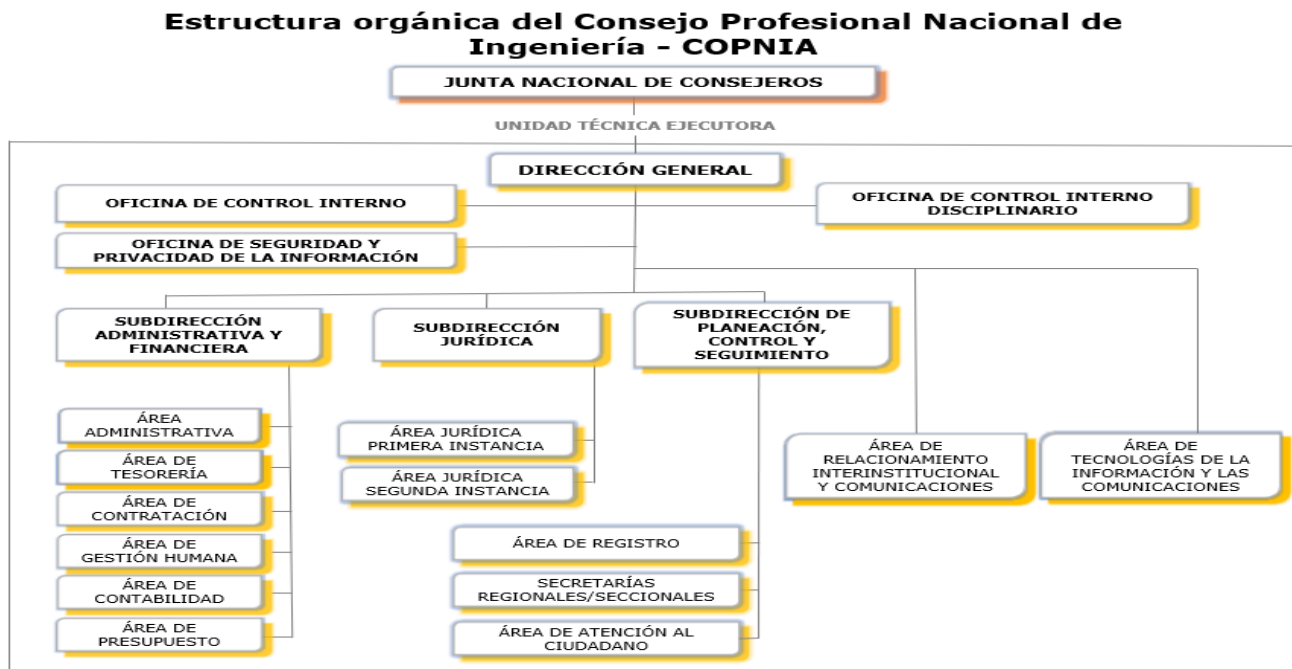 Estructura orgánica del Consejo Profesional Nacional de
Ingeniería - COPNIA
JUNTA NACIONAL DE CONSEJEROS
UNIDAD TÉCNICA EJECUTORA
DIRECCIÓN GENERAL
OFICINA DE CONTROL INTERNO
OFICINA DE CONTROL INTERNO
DISCIPLINARIO
OFICINA DE SEGURIDAD Y
PRIVACIDAD DE LA INFORMACIÓN
SUBDIRECCIÓN
ADMINISTRATIVA Y
FINANCIERA
SUBDIRECCIÓN
JURÍDICA
SUBDIRECCIÓN DE
PLANEACIÓN,
CONTROL Y
SEGUIMIENTO
ÁREA
ADMINISTRATIVA
ÁREA DE
TESORERÍA
ÁREA DE
CONTRATACIÓN
ÁREA DE
GESTIÓN HUMANA
ÁREA DE
CONTABILIDAD
ÁREA DE
PRESUPUESTO
ÁREA JURÍDICA
PRIMERA INSTANCIA
ÁREA JURÍDICA
SEGUNDA INSTANCIA
ÁREA DE REGISTRO
SECRETARÍAS
REGIONALES/SECCIONALES
ÁREA DE ATENCIÓN AL
CIUDADANO
ÁREA DE
RELACIONAMIENTO
INTERINSTITUCIONAL
Y COMUNICACIONES
ÁREA DE
TECNOLOGÍAS DE LA
INFORMACIÓN Y LAS
COMUNICACIONES